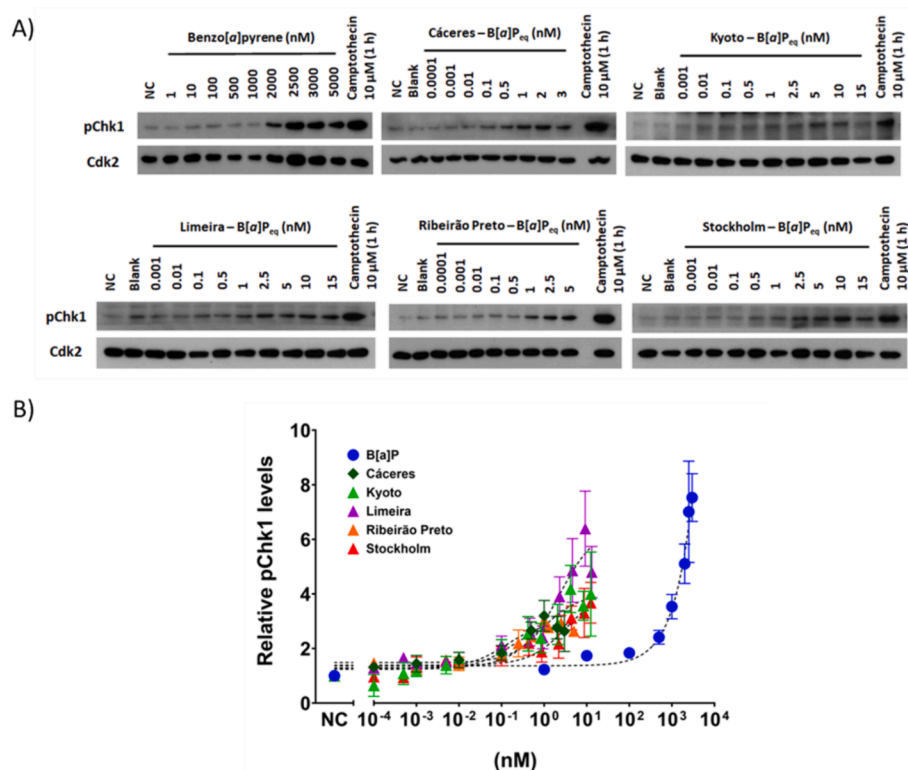 A)
Benzo[a]pyrene (nM)
NC 1 10 100 5000 1000 2000 2500 3000 5000 Camptothecin 10 µM (1 h)
Cáceres – B[a]Peq (nM)
NC Blank 0.0001 0.001 0.01 0.1 0.5 1 2 3 Camptothecin 10 µM (1 h)
Kyoto – B[a]Peq (nM)
NC Blank 0.001 0.01 0.1 0.5 1 2.5 5 10 15 Camptothecin 10 µM (1 h)
pChk1
Cdk2
Limeira – B[a]Peq (nM)
NC Blank 0.001 0.01 0.1 0.5 1 2.5 5 10 15 Camptothecin 10 µM (1 h)
Ribeirão Preto – B[a]Peq (nM)
NC Blank 0.0001 0.001 0.01 0.1 0.5 1 2.5 5 Camptothecin 10 µM (1 h)
Stockholm – B[a]Peq (nM)
NC Blank 0.001 0.01 0.1 0.5 1 2.5 5 10 15 Camptothecin 10 µM (1 h)
pChk1
Cdk2
B)
Relative pChk1 levels
10
8
6
4
2
0
B[a]P
Cáceres
Kyoto
Limeira
Ribeirão Preto
Stockholm
NC 10⁻⁴ 10⁻³ 10⁻² 10⁻¹ 10⁰ 10¹ 10² 10³ 10⁴
(nM)